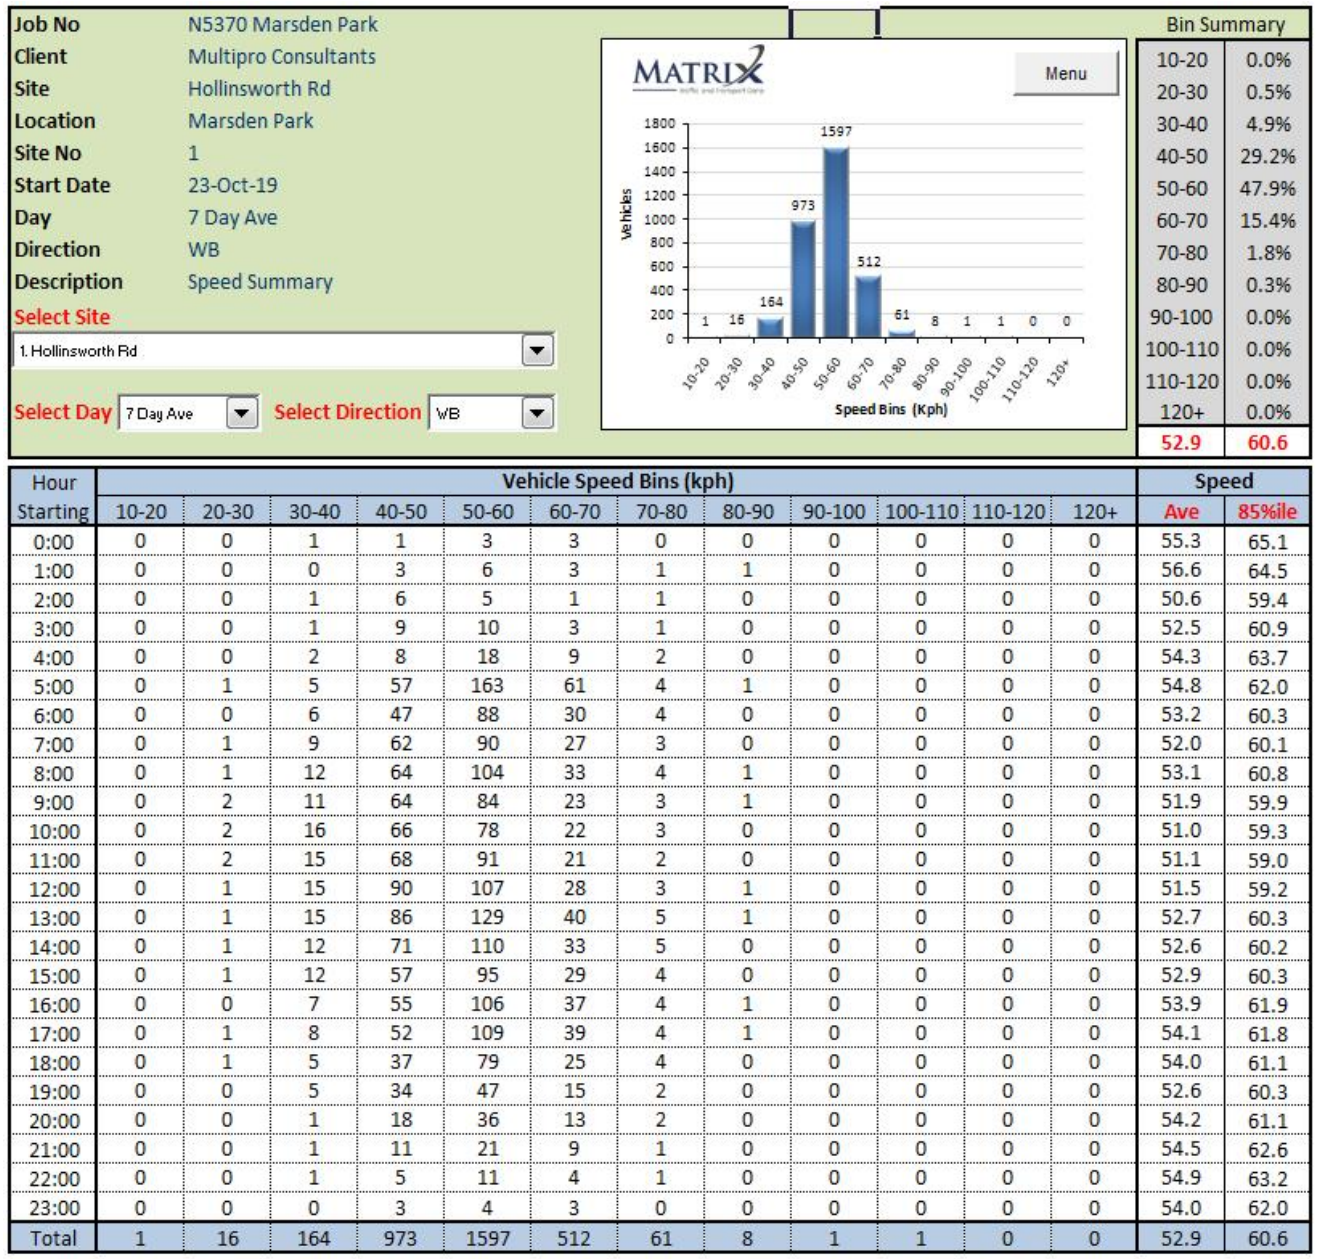 Job No N5370 Marsden Park
Client Multipro Consultants
Site Hollinsworth Rd
Location Marsden Park
Site No 1
Start Date 23-Oct-19
Day 7 Day Ave
Direction WB
Description Speed Summary
Select Site
1. Hollinsworth Rd
Select Day 7 Day Ave Select Direction WB
MATRIX
Menu
Vehicles
1800
1600
1400
1200
1000
800
600
400
200
0
1 16 164 973 1597 512 61 8 1 1 0 0
10-20 20-30 30-40 40-50 50-60 60-70 70-80 80-90 90-100 100-110 110-120 120+
Speed Bins (Kph)
Bin Summary
10-20 0.0%
20-30 0.5%
30-40 4.9%
40-50 29.2%
50-60 47.9%
60-70 15.4%
70-80 1.8%
80-90 0.3%
90-100 0.0%
100-110 0.0%
110-120 0.0%
120+ 0.0%
52.9 60.6
Hour Vehicle Speed Bins (kph) Speed
Starting 10-20 20-30 30-40 40-50 50-60 60-70 70-80 80-90 90-100 100-110 110-120 120+ Ave 85%ile
0:00 0 0 1 1 3 3 0 0 0 0 0 0 55.3 65.1
1:00 0 0 0 3 6 3 1 1 0 0 0 0 56.6 64.5
2:00 0 0 1 6 5 1 1 0 0 0 0 0 50.6 59.4
3:00 0 0 1 9 10 3 1 0 0 0 0 0 52.5 60.9
4:00 0 0 2 8 18 9 2 0 0 0 0 0 54.3 63.7
5:00 0 1 5 57 163 61 4 1 0 0 0 0 54.8 62.0
6:00 0 0 6 47 88 30 4 0 0 0 0 0 53.2 60.3
7:00 0 1 9 62 90 27 3 0 0 0 0 0 52.0 60.1
8:00 0 1 12 64 104 33 4 1 0 0 0 0 53.1 60.8
9:00 0 2 11 64 84 23 3 1 0 0 0 0 51.9 59.9
10:00 0 2 16 66 78 22 3 0 0 0 0 0 51.0 59.3
11:00 0 2 15 68 91 21 2 0 0 0 0 0 51.1 59.0
12:00 0 1 15 90 107 28 3 1 0 0 0 0 51.5 59.2
13:00 0 1 15 86 129 40 5 1 0 0 0 0 52.7 60.3
14:00 0 1 12 71 110 33 5 0 0 0 0 0 52.6 60.2
15:00 0 1 12 57 95 29 4 0 0 0 0 0 52.9 60.3
16:00 0 0 7 55 106 37 4 1 0 0 0 0 53.9 61.9
17:00 0 1 8 52 109 39 4 1 0 0 0 0 54.1 61.8
18:00 0 1 5 37 79 25 4 0 0 0 0 0 54.0 61.1
19:00 0 0 5 34 47 15 2 0 0 0 0 0 52.6 60.3
20:00 0 0 1 18 36 13 2 0 0 0 0 0 54.2 61.1
21:00 0 0 1 11 21 9 1 0 0 0 0 0 54.5 62.6
22:00 0 0 1 5 11 4 1 0 0 0 0 0 54.9 63.2
23:00 0 0 0 3 4 3 0 0 0 0 0 0 54.0 62.0
Total 1 16 164 973 1597 512 61 8 1 1 0 0 52.9 60.6